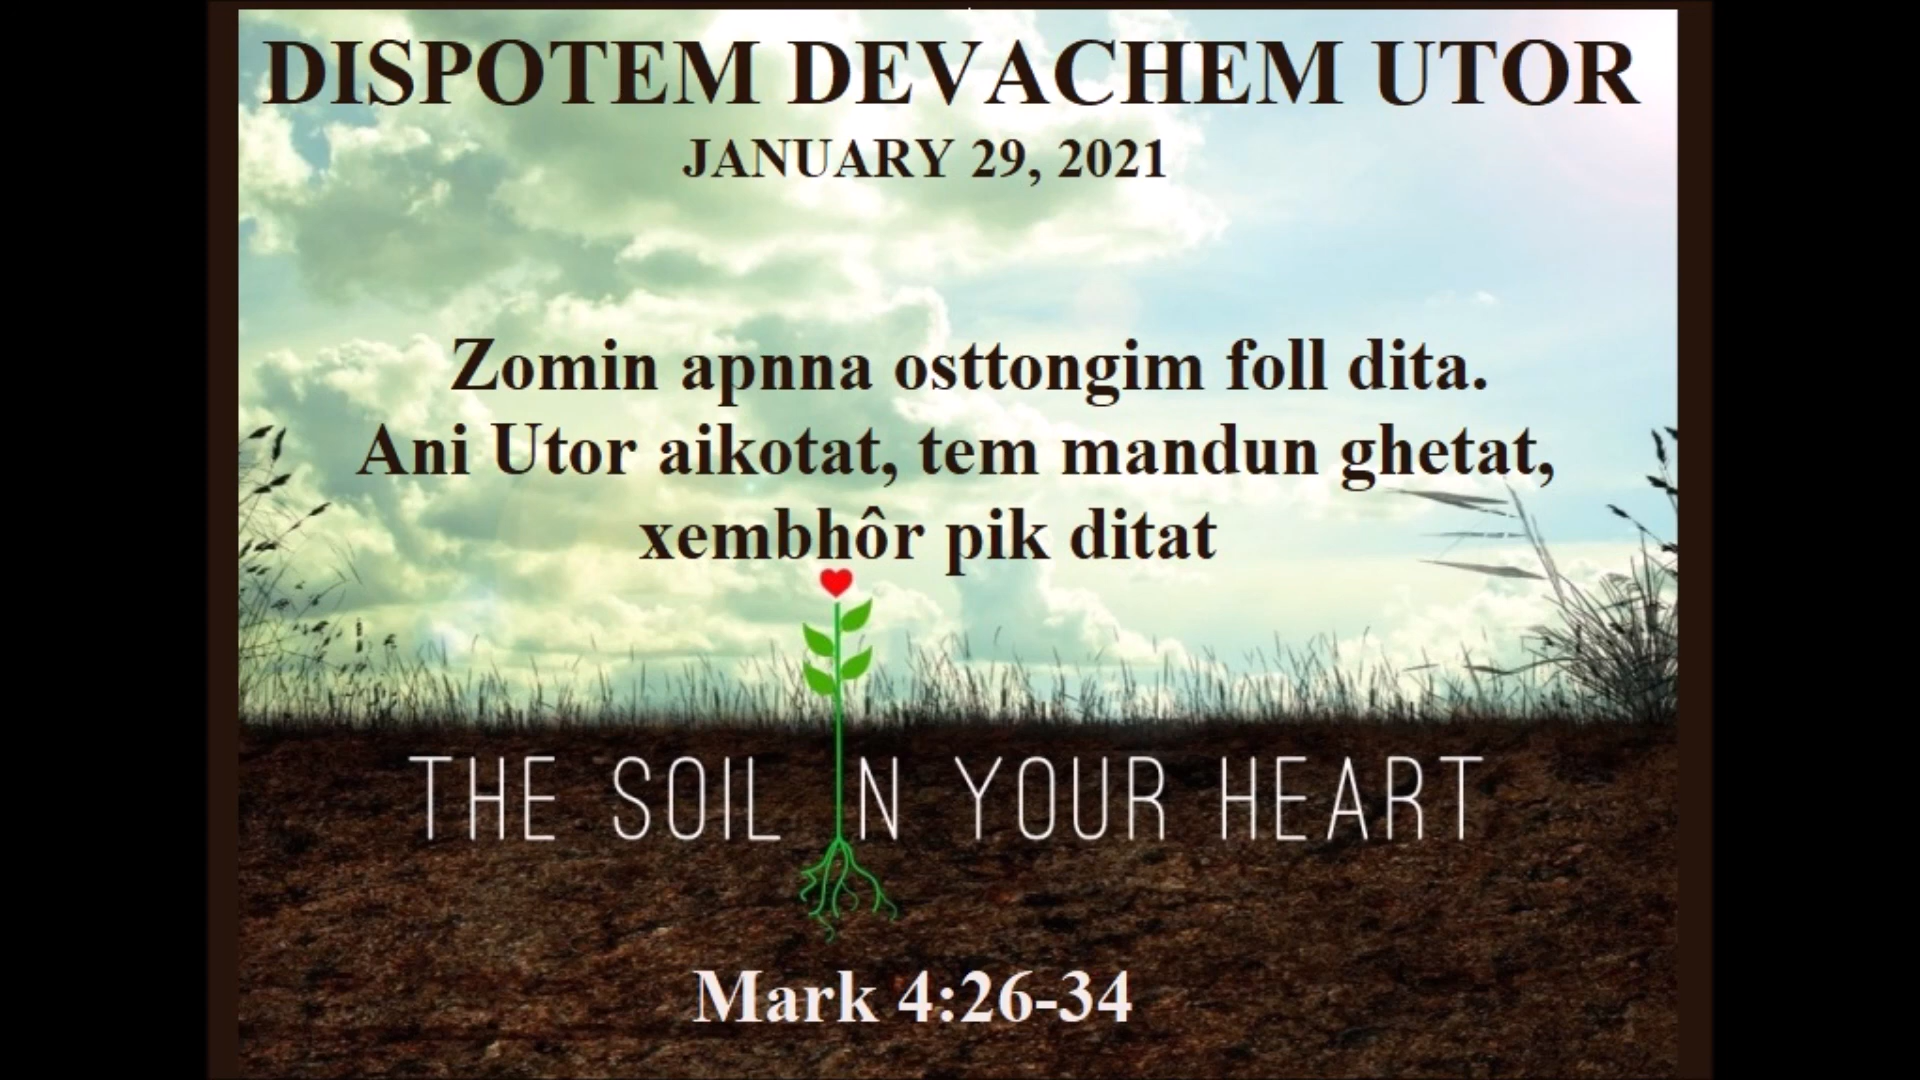 DISPOTEM DEVACHEM UTOR
JANUARY 29, 2021
Zomin apnna osttongim foll dita.
Ani Utor aikotat, tem mandun ghetat,
xembhôr pik ditat
THE SOIL IN YOUR HEART
Mark 4:26-34